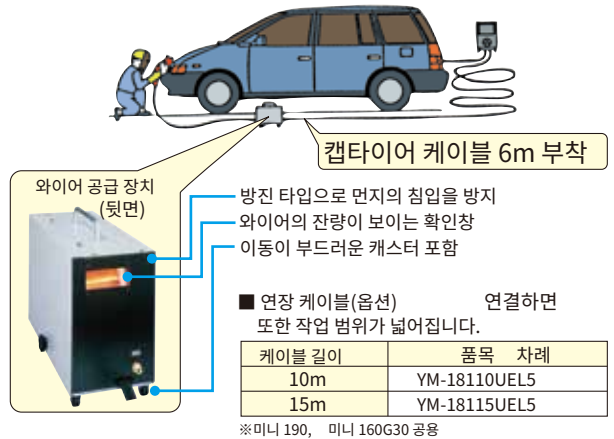 캡타이어 케이블 6m 부착
와이어 공급 장치
(뒷면)
방진 타입으로 먼지의 침입을 방지
와이어의 잔량이 보이는 확인창
이동이 부드러운 캐스터 포함
■ 연장 케이블(옵션) 연결하면
또한 작업 범위가 넓어집니다.
케이블 길이 품목 차례
10m YM-18110UEL5
15m YM-18115UEL5
※미니 190, 미니 160G30 공용